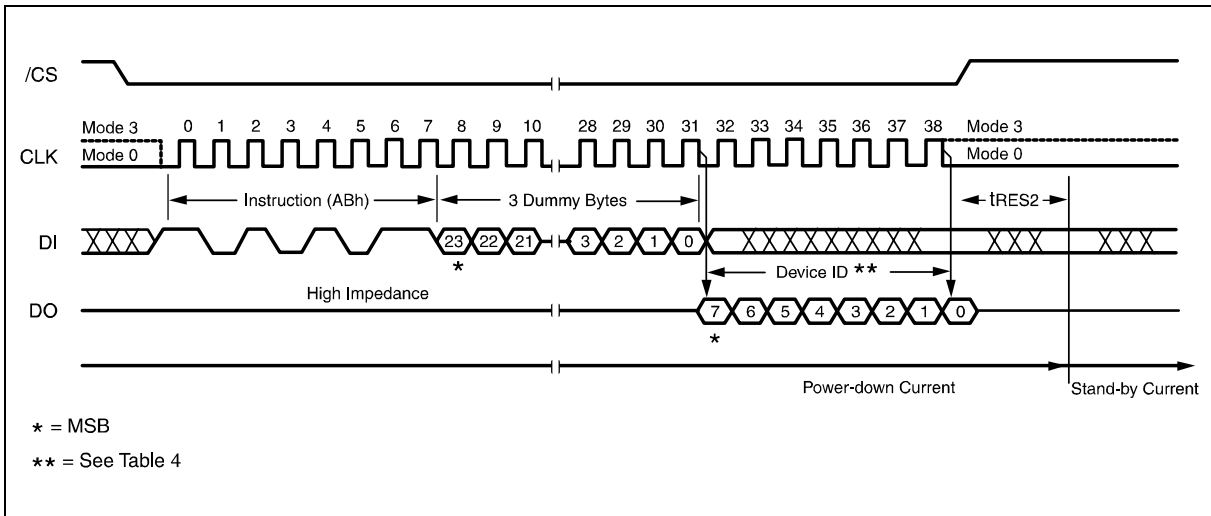 /CS
Mode 3 0 1 2 3 4 5 6 7 8 9 10 28 29 30 31 32 33 34 35 36 37 38 Mode 3
CLK Mode 0 Mode 0
Instruction (ABh) 3 Dummy Bytes tRES2
DI 23 22 21 3 2 1 0
* Device ID **
High Impedance
DO 7 6 5 4 3 2 1 0
*
Power-down Current Stand-by Current
* = MSB
** = See Table 4